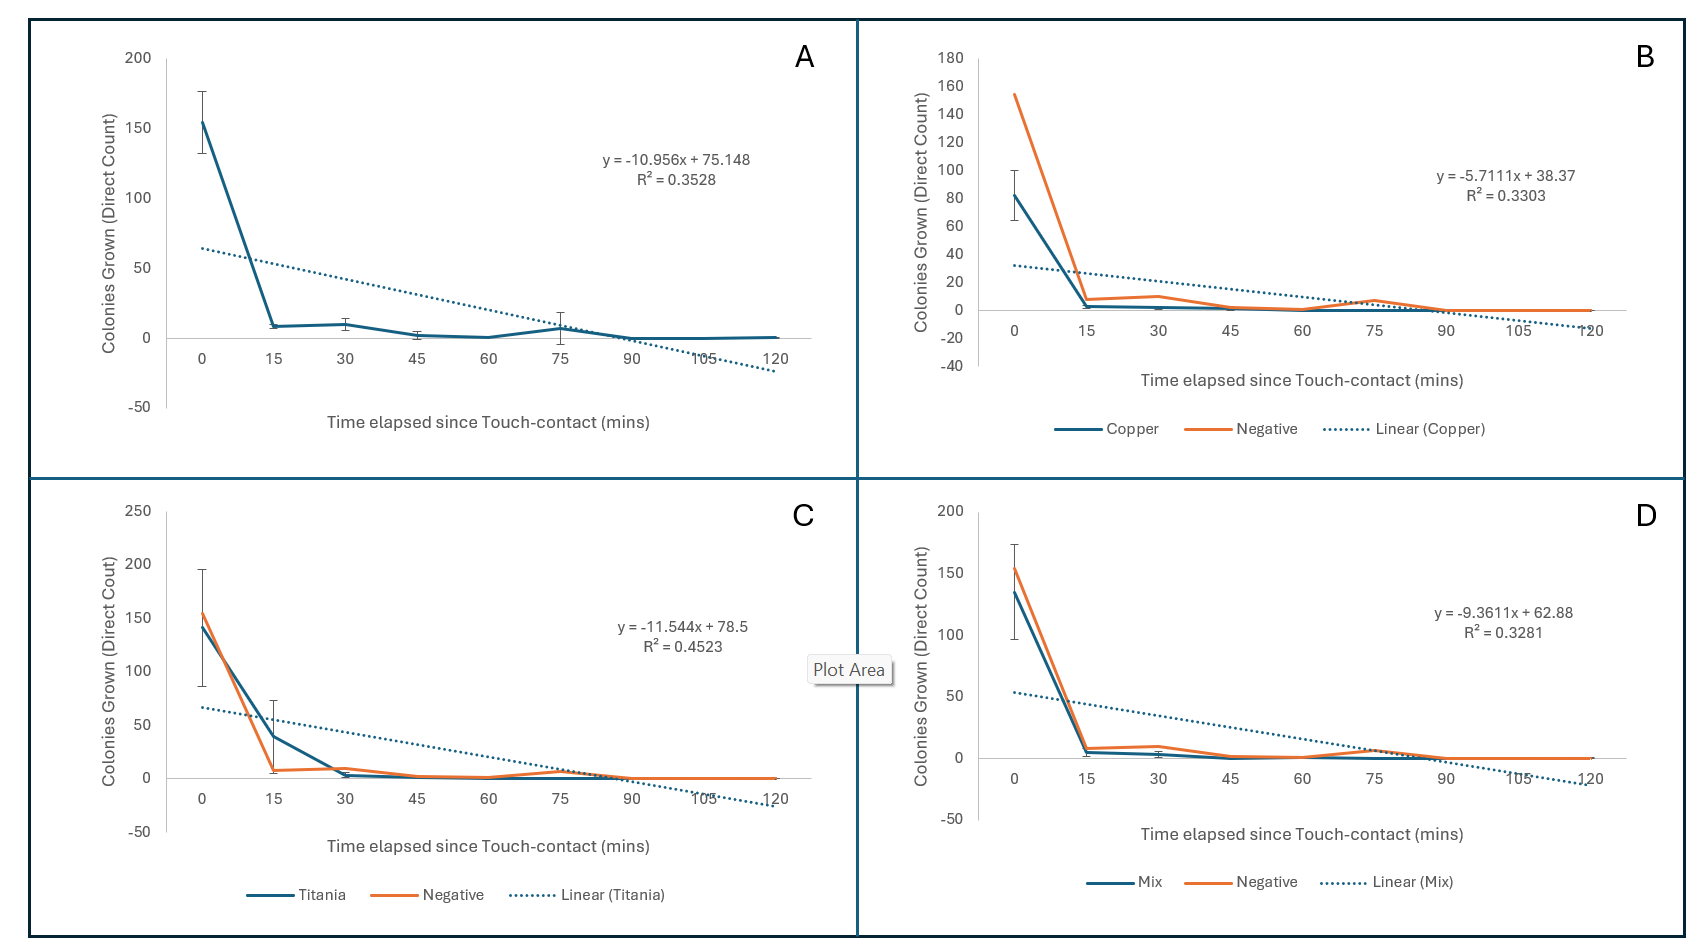 A
200
150
100
50
0
-50
Colonies Grown (Direct Count)
y = -10.956x + 75.148
R² = 0.3528
0 15 30 45 60 75 90 105 120
Time elapsed since Touch-contact (mins)
B
180
160
140
120
100
80
60
40
20
0
-20
-40
Colonies Grown (Direct Count)
y = -5.7111x + 38.37
R² = 0.3303
0 15 30 45 60 75 90 105 120
Time elapsed since Touch-contact (mins)
Copper Negative Linear (Copper)
C
250
200
150
100
50
0
-50
Colonies Grown (Direct Cout)
y = -11.544x + 78.5
R² = 0.4523
0 15 30 45 60 75 90 105 120
Time elapsed since Touch-contact (mins)
Titania Negative Linear (Titania)
Plot Area
D
200
150
100
50
0
-50
Colonies Grown (Direct Count)
y = -9.3611x + 62.88
R² = 0.3281
0 15 30 45 60 75 90 105 120
Time elapsed since Touch-contact (mins)
Mix Negative Linear (Mix)